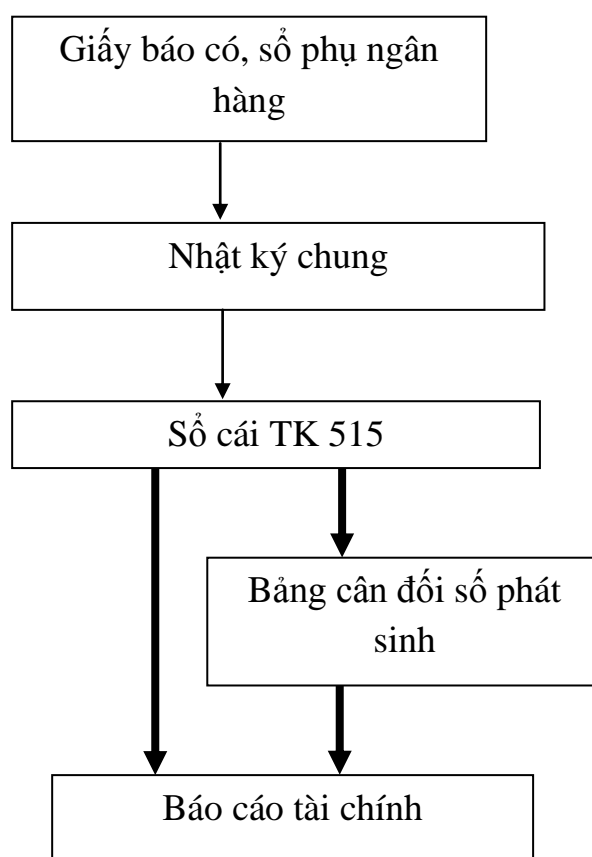 Giấy báo có, sổ phụ ngân
hàng
Nhật ký chung
Sổ cái TK 515
Bảng cân đối số phát
sinh
Báo cáo tài chính